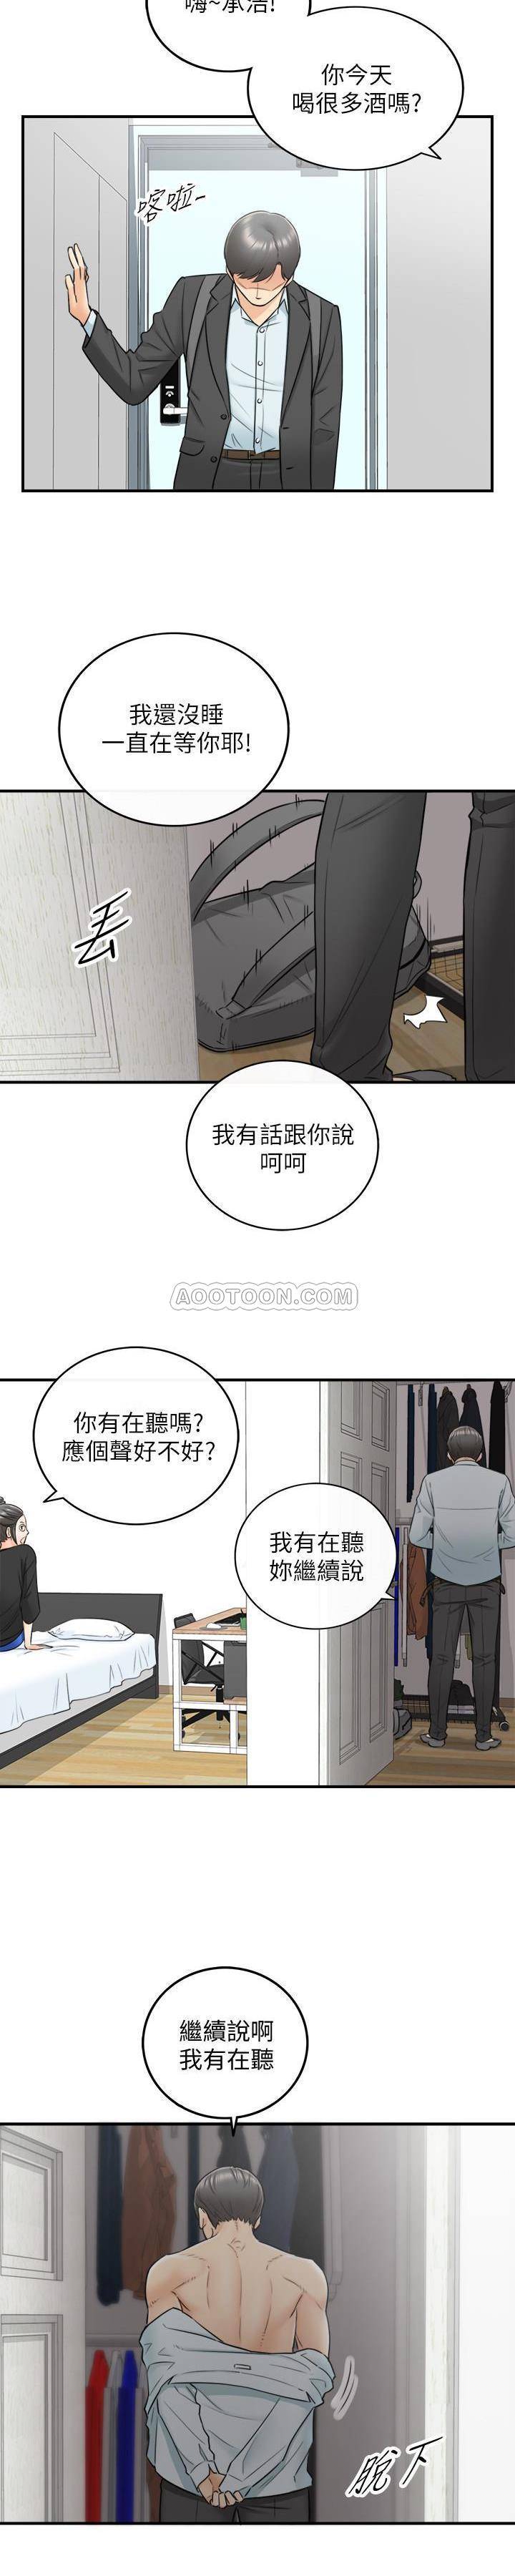 嗨~承浩!
你今天
喝很多酒嗎?
喀啦-
我還沒睡
一直在等你耶!
丟
我有話跟你說
呵呵
AOOTOON.COM
你有在聽嗎?
應個聲好不好?
我有在聽
妳繼續說
繼續說啊
我有在聽
脫下